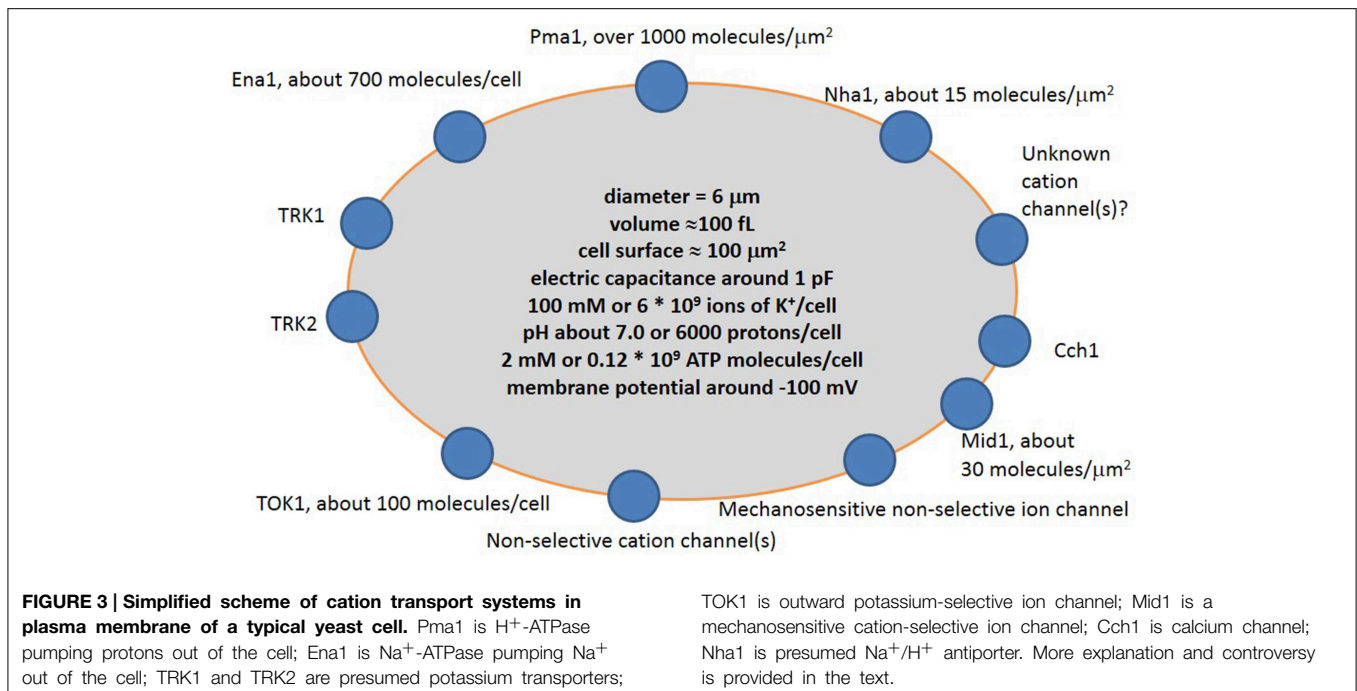 Pma1, over 1000 molecules/μm²
Ena1, about 700 molecules/cell
Nha1, about 15 molecules/μm²
Unknown
cation
channel(s)?
TRK1
TRK2
diameter = 6 μm
volume ≈100 fL
cell surface ≈ 100 μm²
electric capacitance around 1 pF
100 mM or 6 * 10⁹ ions of K⁺/cell
pH about 7.0 or 6000 protons/cell
2 mM or 0.12 * 10⁹ ATP molecules/cell
membrane potential around -100 mV
Cch1
Mid1, about
30 molecules/μm²
TOK1, about 100 molecules/cell
Mechanosensitive non-selective ion channel
Non-selective cation channel(s)
FIGURE 3 | Simplified scheme of cation transport systems in
plasma membrane of a typical yeast cell. Pma1 is H⁺-ATPase
pumping protons out of the cell; Ena1 is Na⁺-ATPase pumping Na⁺
out of the cell; TRK1 and TRK2 are presumed potassium transporters;
TOK1 is outward potassium-selective ion channel; Mid1 is a
mechanosensitive cation-selective ion channel; Cch1 is calcium channel;
Nha1 is presumed Na⁺/H⁺ antiporter. More explanation and controversy
is provided in the text.